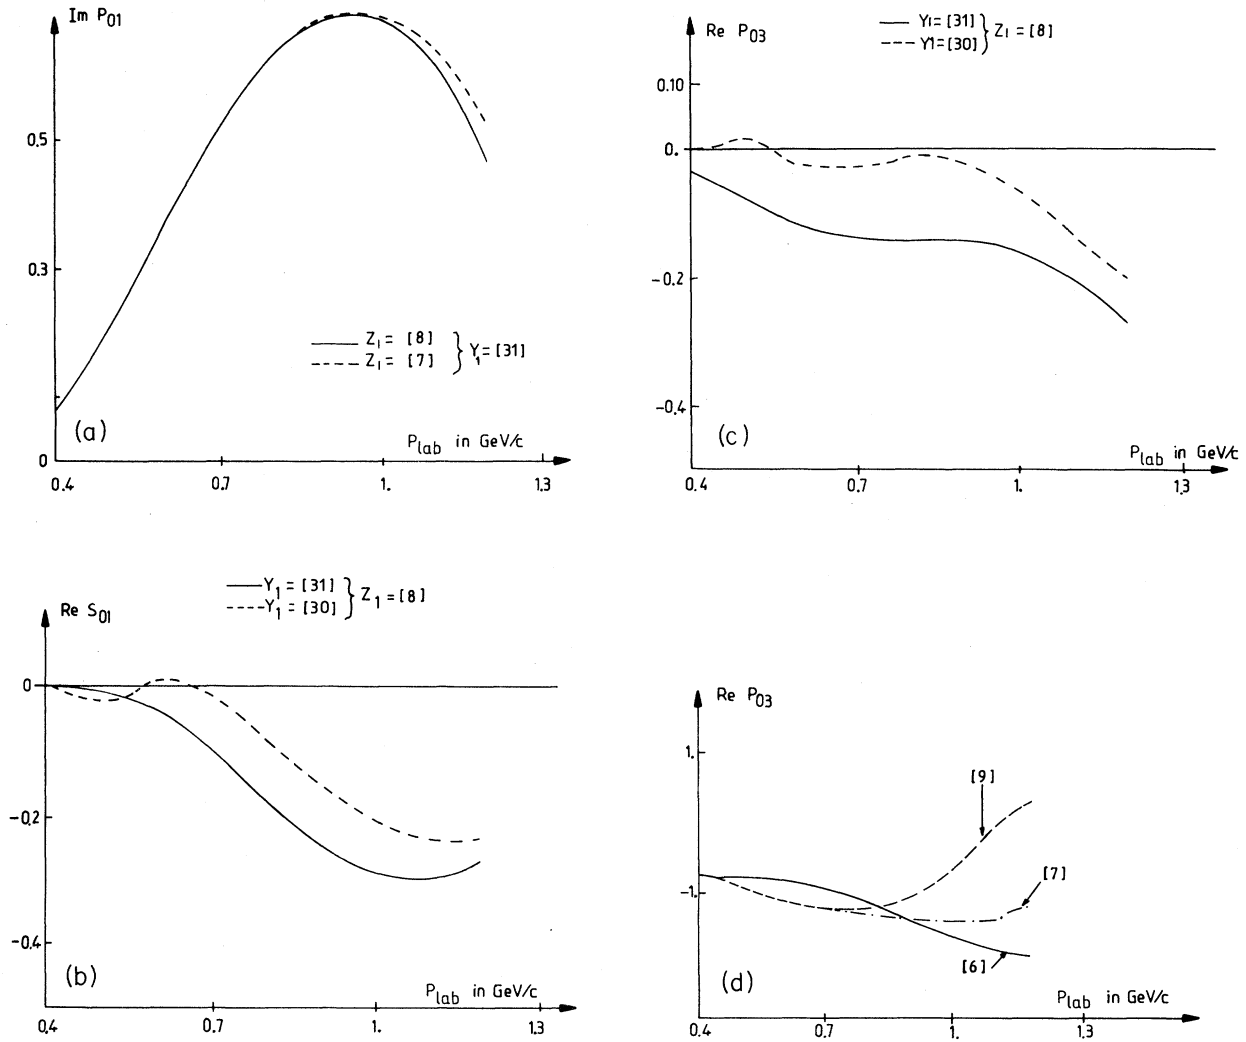 Im P01
0,5
0.3
0
Z1 = [8]
Z1 = [7]
Y1 = [31]
(a)
Plab in GeV/c
0.4
0.7
1.
1.3
Re P03
Y1= [31]
Y1= [30]
Z1 = [8]
0.10
0.
-0.2
-0.4
(c)
Plab in GeV/c
0.4
0.7
1.
1.3
Re S01
Y1 = [31]
Y1 = [30]
Z1 = [8]
0
-0,2
-0,4
(b)
Plab in GeV/c
0.4
0.7
1.
1.3
Re P03
1.
-1.
[9]
[7]
[6]
(d)
Plab in GeV/c
0.4
0.7
1.
1.3